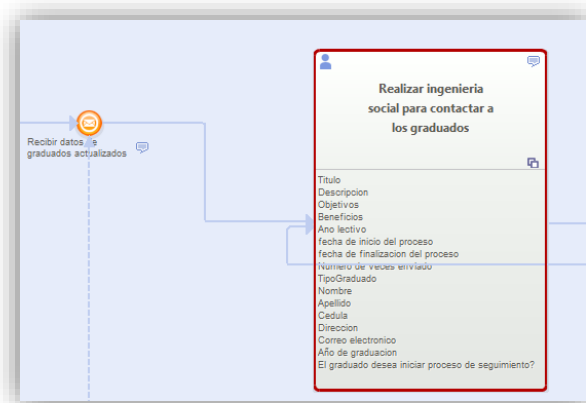 Realizar ingenieria
social para contactar a
los graduados
Recibir datos de
graduados actualizados
Titulo
Descripcion
Objetivos
Beneficios
Ano lectivo
fecha de inicio del proceso
fecha de finalizacion del proceso
Numero de veces enviado
TipoGraduado
Nombre
Apellido
Cedula
Direccion
Correo electronico
Año de graduacion
El graduado desea iniciar proceso de seguimiento?